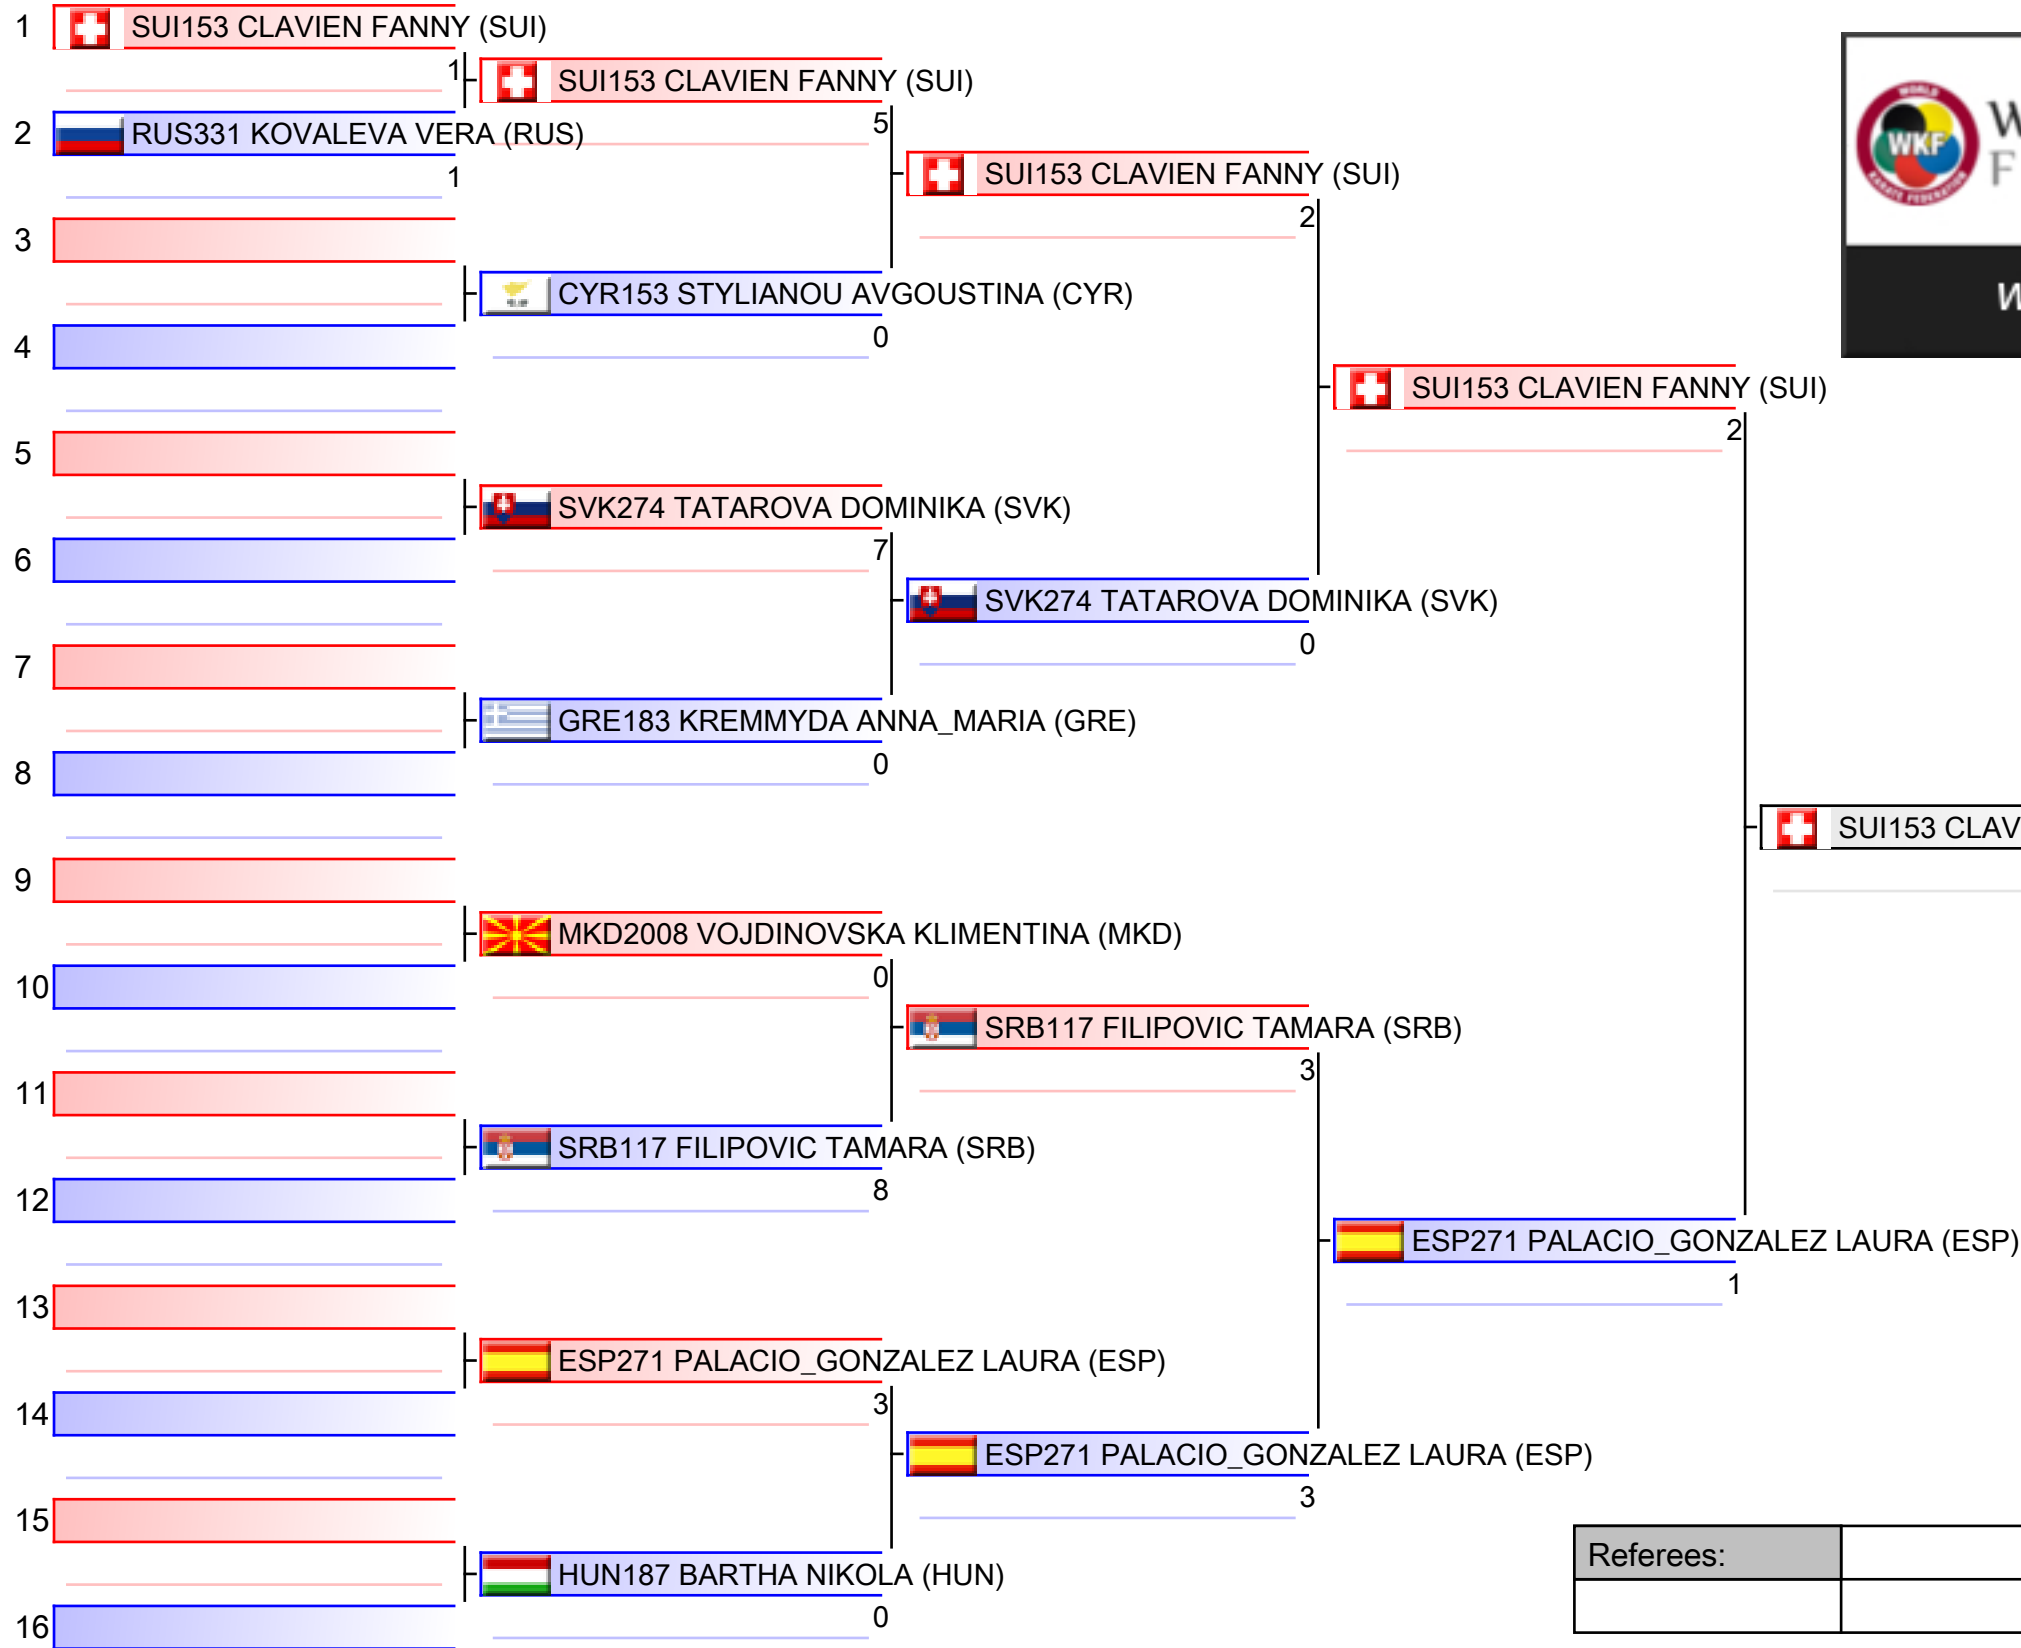 1 SUI153 CLAVIEN FANNY (SUI)
1
SUI153 CLAVIEN FANNY (SUI)
5
2 RUS331 KOVALEVA VERA (RUS)
1
SUI153 CLAVIEN FANNY (SUI)
2
3
CYR153 STYLIANOU AVGOUSTINA (CYR)
0
4
SUI153 CLAVIEN FANNY (SUI)
2
5
SVK274 TATAROVA DOMINIKA (SVK)
7
6
SVK274 TATAROVA DOMINIKA (SVK)
0
7
GRE183 KREMMYDA ANNA_MARIA (GRE)
0
8
SUI153 CLAV
9
MKD2008 VOJDINOVSKA KLIMENTINA (MKD)
0
10
SRB117 FILIPOVIC TAMARA (SRB)
3
11
SRB117 FILIPOVIC TAMARA (SRB)
8
12
ESP271 PALACIO_GONZALEZ LAURA (ESP)
1
13
ESP271 PALACIO_GONZALEZ LAURA (ESP)
3
14
ESP271 PALACIO_GONZALEZ LAURA (ESP)
3
15
HUN187 BARTHA NIKOLA (HUN)
0
16
Referees:
WORLD
WKF
KARATE FEDERATION
W
F
W